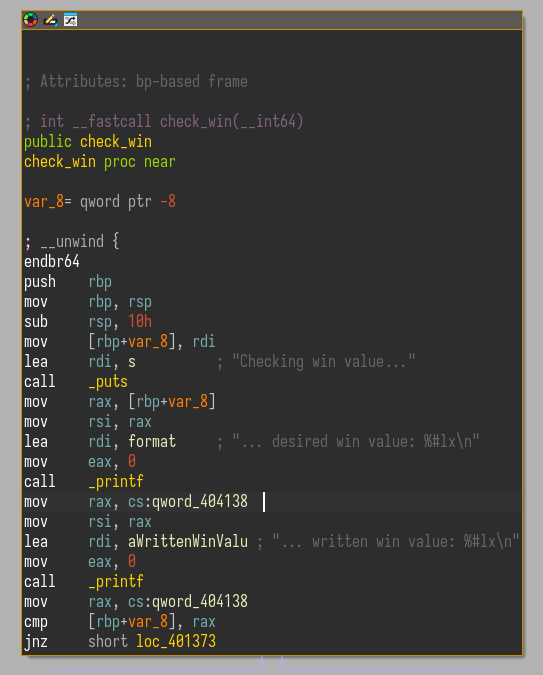 ; Attributes: bp-based frame
; int __fastcall check_win(__int64)
public check_win
check_win proc near
var_8= qword ptr -8
; __unwind {
endbr64
push    rbp
mov     rbp, rsp
sub     rsp, 10h
mov     [rbp+var_8], rdi
lea     rdi, s          ; "Checking win value..."
call    _puts
mov     rax, [rbp+var_8]
mov     rsi, rax
lea     rdi, format     ; "... desired win value: %#lx\n"
mov     eax, 0
call    _printf
mov     rax, cs:qword_404138
mov     rsi, rax
lea     rdi, aWrittenWinValu ; "... written win value: %#lx\n"
mov     eax, 0
call    _printf
mov     rax, cs:qword_404138
cmp     [rbp+var_8], rax
jnz     short loc_401373